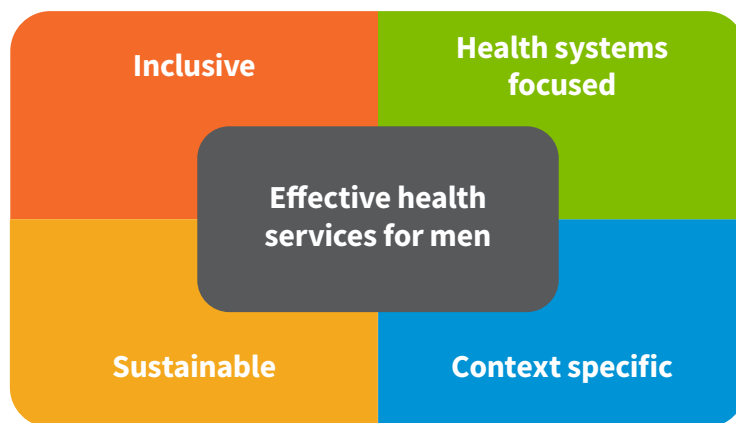 Inclusive
Health systems
focused
Effective health
services for men
Sustainable
Context specific